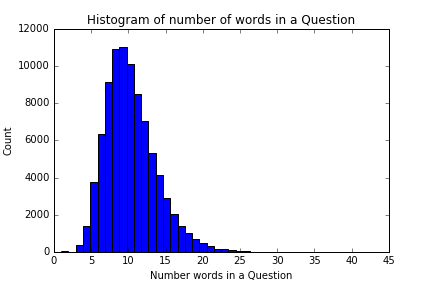 Histogram of number of words in a Question
12000
10000
8000
6000
4000
2000
0
Count
0 5 10 15 20 25 30 35 40 45
Number words in a Question